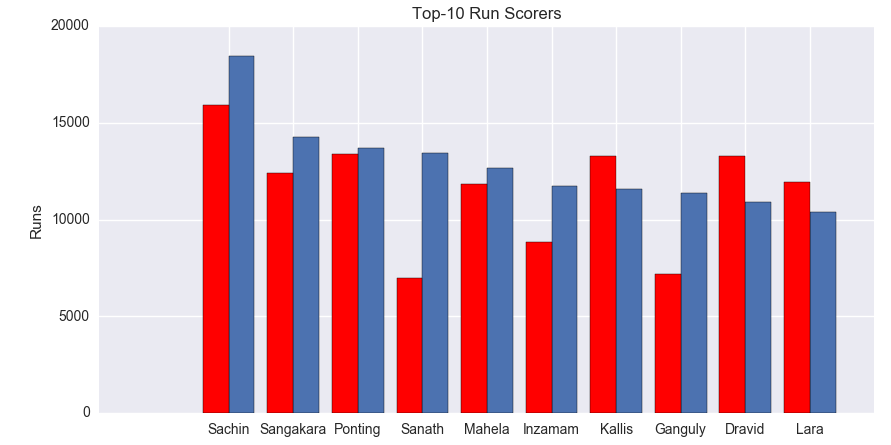 Top-10 Run Scorers
20000
15000
10000
5000
0
Runs
Sachin Sangakara Ponting Sanath Mahela Inzamam Kallis Ganguly Dravid Lara